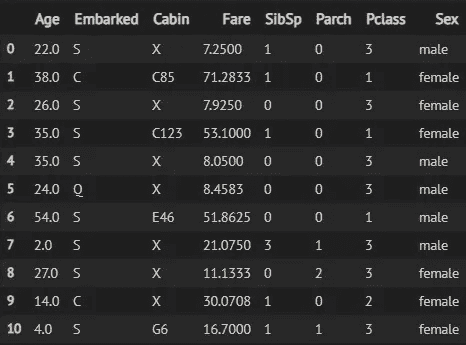 Age Embarked Cabin Fare SibSp Parch Pclass Sex
0 22.0 S X 7.2500 1 0 3 male
1 38.0 C C85 71.2833 1 0 1 female
2 26.0 S X 7.9250 0 0 3 female
3 35.0 S C123 53.1000 1 0 1 female
4 35.0 S X 8.0500 0 0 3 male
5 24.0 Q X 8.4583 0 0 3 male
6 54.0 S E46 51.8625 0 0 1 male
7 2.0 S X 21.0750 3 1 3 male
8 27.0 S X 11.1333 0 2 3 female
9 14.0 C X 30.0708 1 0 2 female
10 4.0 S G6 16.7000 1 1 3 female